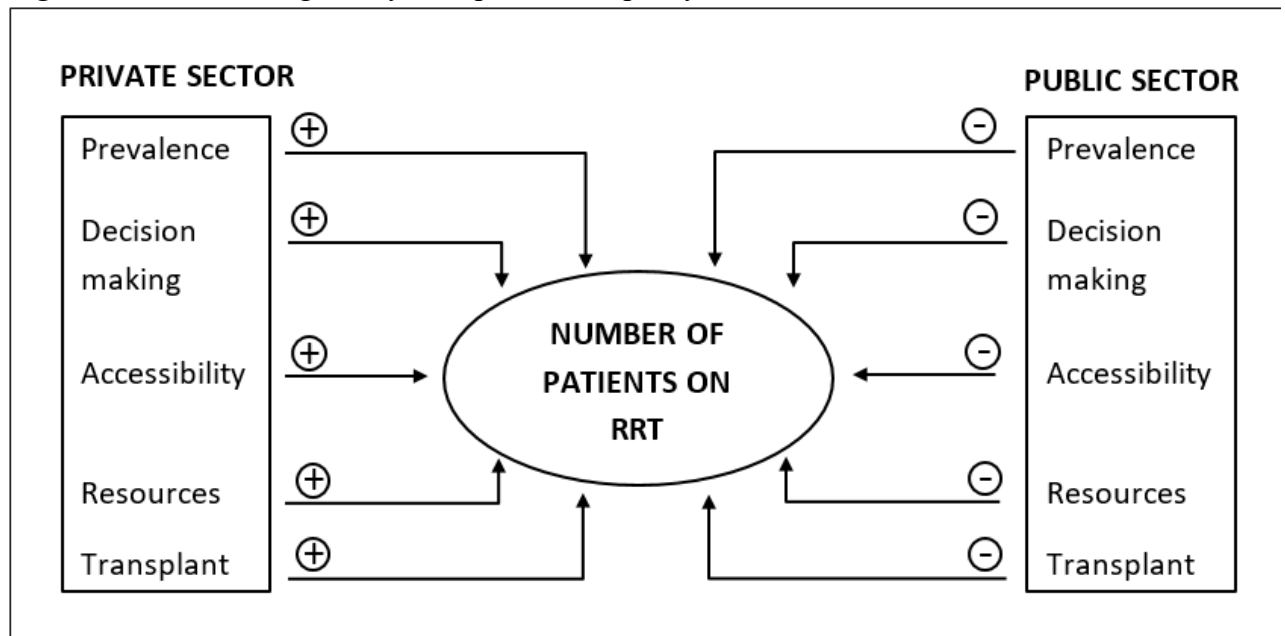 PRIVATE SECTOR
Prevalence
Decision
making
Accessibility
Resources
Transplant
+
+
+
+
+
NUMBER OF
PATIENTS ON
RRT
PUBLIC SECTOR
-
-
-
-
-
Prevalence
Decision
making
Accessibility
Resources
Transplant